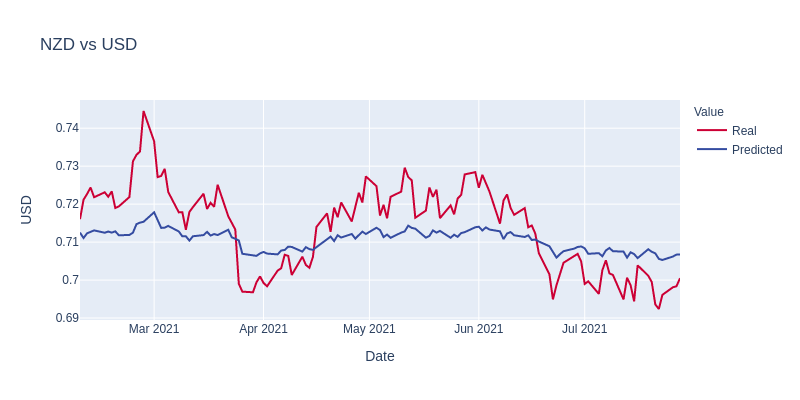 NZD vs USD
Value
Real
Predicted
USD
0.74
0.73
0.72
0.71
0.7
0.69
Mar 2021
Apr 2021
May 2021
Jun 2021
Jul 2021
Date